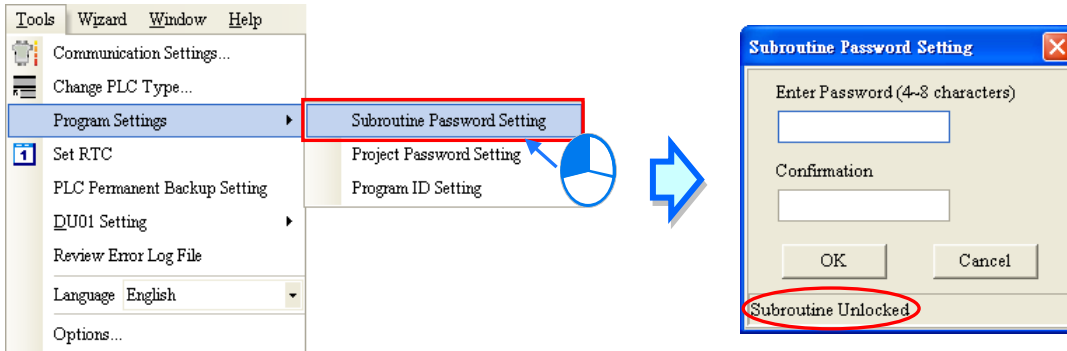 Tools Wizard Window Help
Communication Settings...
Change PLC Type...
Program Settings
Set RTC
PLC Permanent Backup Setting
DU01 Setting
Review Error Log File
Language English
Options...
Subroutine Password Setting
Project Password Setting
Program ID Setting
Subroutine Password Setting
Enter Password (4~8 characters)
Confirmation
OK Cancel
Subroutine Unlocked
1